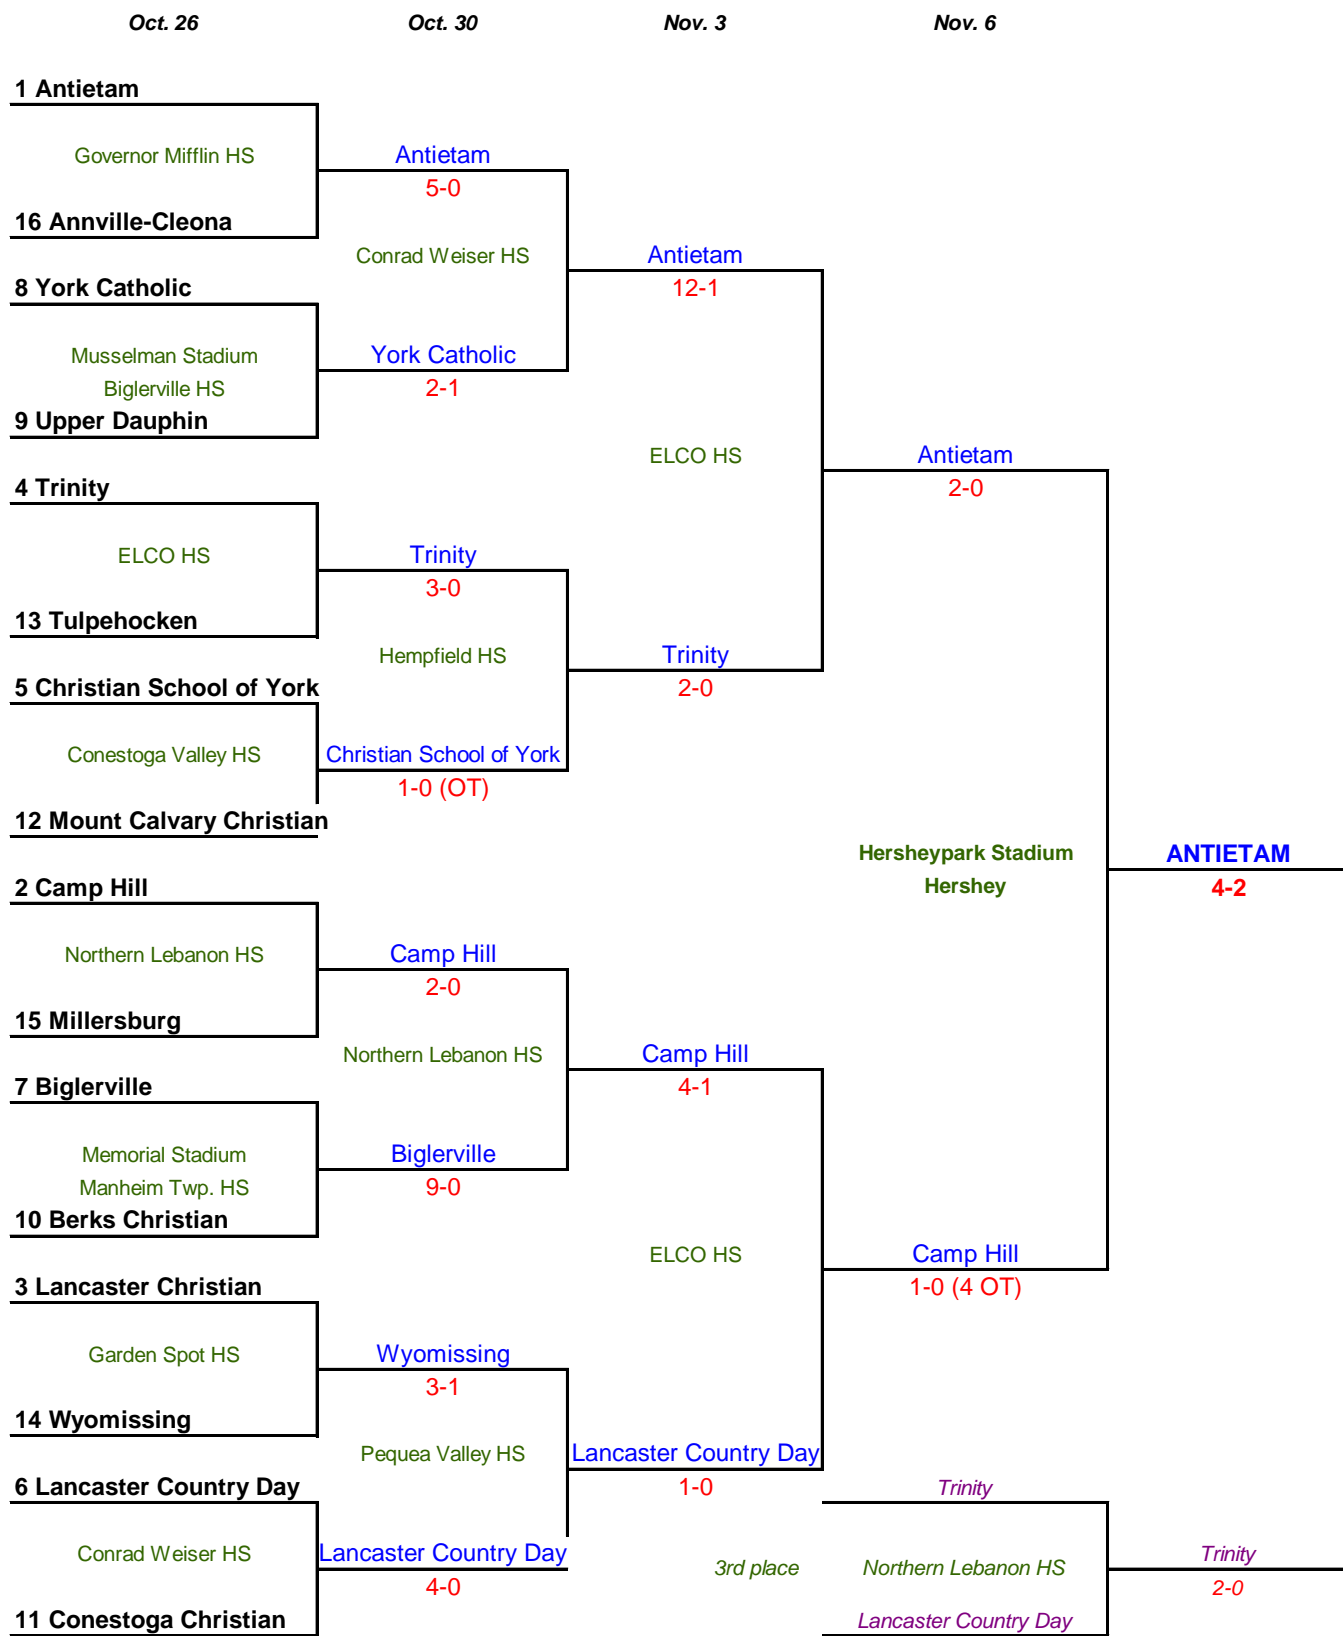 Oct. 26 Oct. 30 Nov. 3 Nov. 6
1 Antietam
Governor Mifflin HS Antietam
5-0
16 Annville-Cleona
Conrad Weiser HS Antietam
8 York Catholic 12-1
Musselman Stadium York Catholic
Biglerville HS 2-1
9 Upper Dauphin
ELCO HS Antietam
4 Trinity 2-0
ELCO HS Trinity
3-0
13 Tulpehocken
Hempfield HS Trinity
5 Christian School of York 2-0
Conestoga Valley HS Christian School of York
1-0 (OT)
12 Mount Calvary Christian
Hersheypark Stadium ANTIETAM
2 Camp Hill Hershey 4-2
Northern Lebanon HS Camp Hill
2-0
15 Millersburg
Northern Lebanon HS Camp Hill
7 Biglerville 4-1
Memorial Stadium Biglerville
Manheim Twp. HS 9-0
10 Berks Christian
ELCO HS Camp Hill
3 Lancaster Christian 1-0 (4 OT)
Garden Spot HS Wyomissing
3-1
14 Wyomissing
Pequea Valley HS Lancaster Country Day
6 Lancaster Country Day 1-0 Trinity
Conrad Weiser HS Lancaster Country Day 3rd place Northern Lebanon HS Trinity
4-0 2-0
11 Conestoga Christian Lancaster Country Day